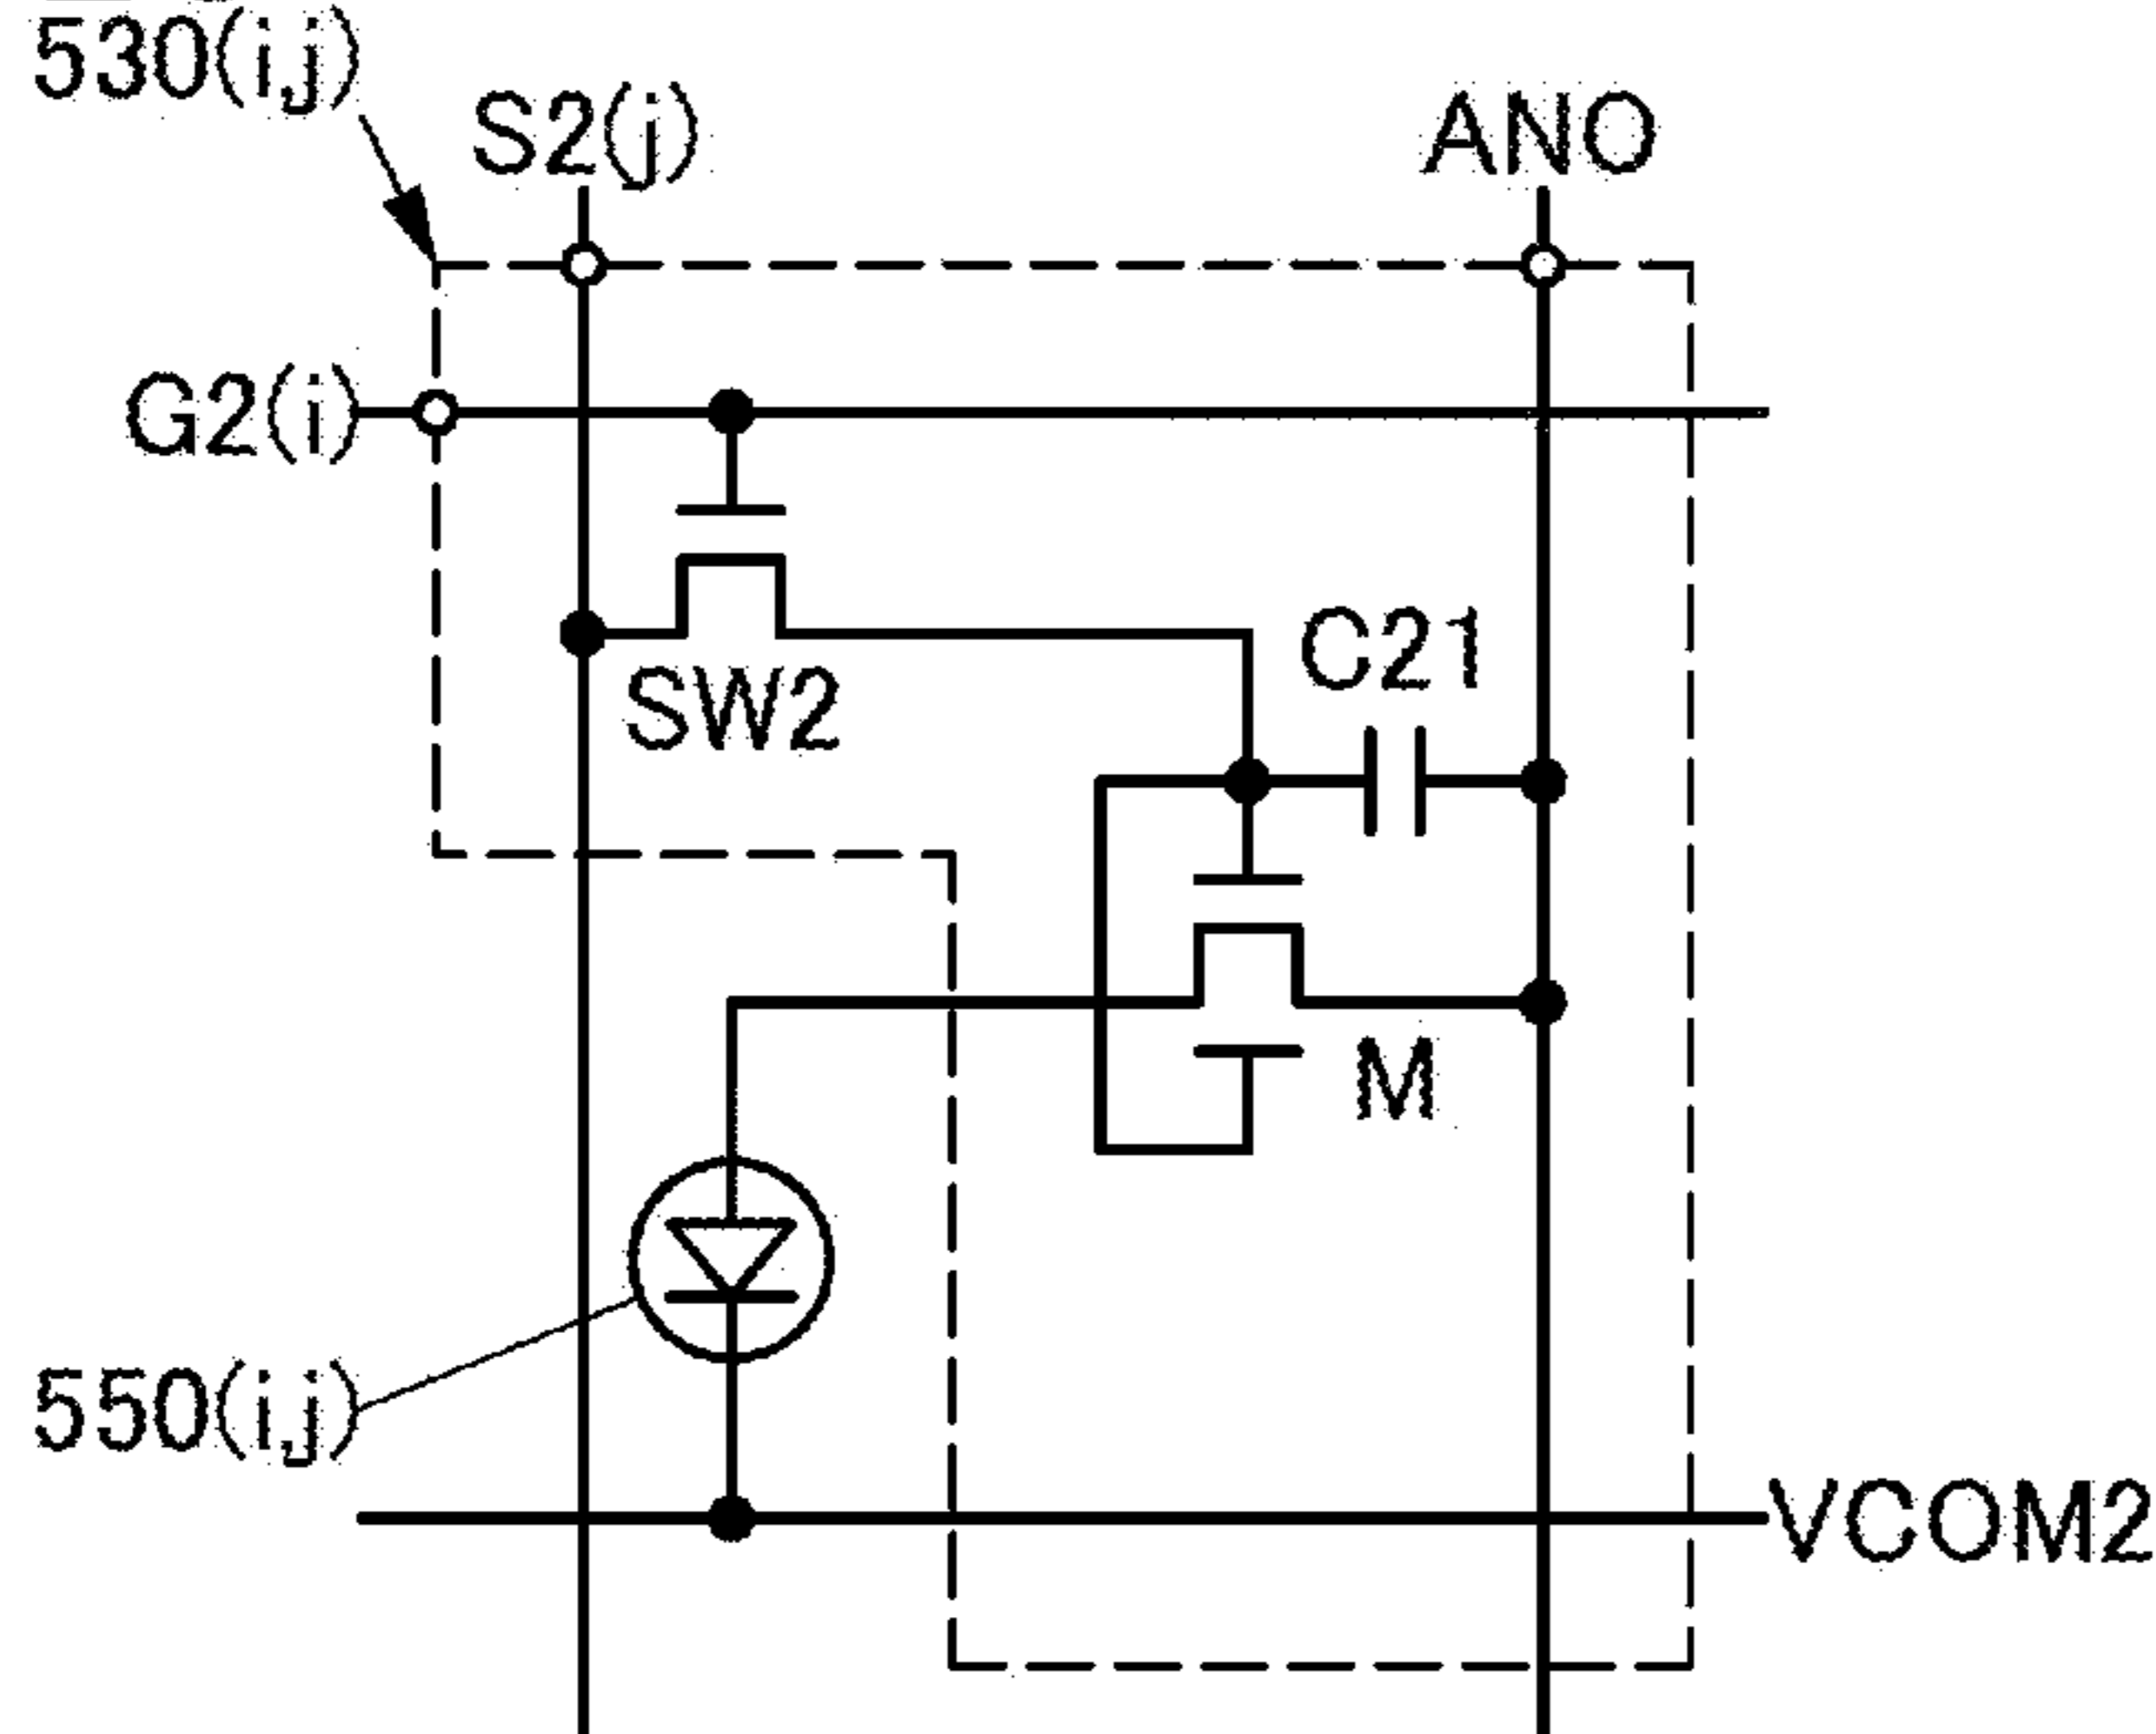 530(i,j)
S2(j)
ANO
G2(i)
C21
SW2
M
550(i,j)
VCOM2